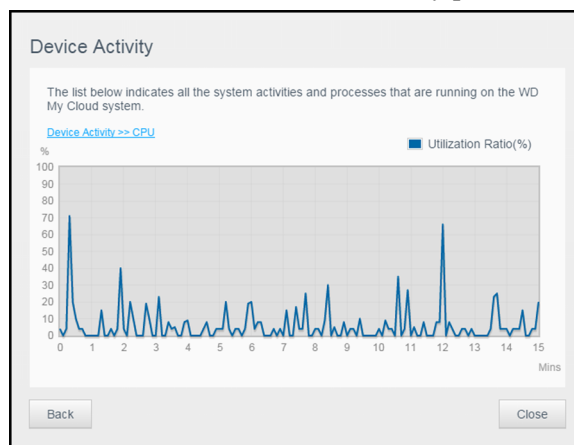 Device Activity
The list below indicates all the system activities and processes that are running on the WD
My Cloud system.
Device Activity >> CPU
Utilization Ratio(%)
%
100
90
80
70
60
50
40
30
20
10
0
0 1 2 3 4 5 6 7 8 9 10 11 12 13 14 15
Mins
Back Close